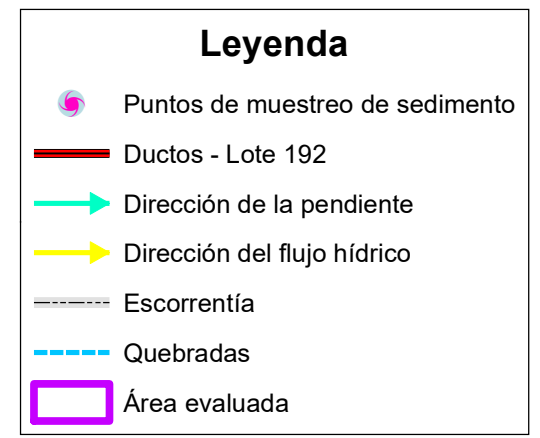 Leyenda
Puntos de muestreo de sedimento
Ductos - Lote 192
Dirección de la pendiente
Dirección del flujo hídrico
Escorrentía
Quebradas
Área evaluada